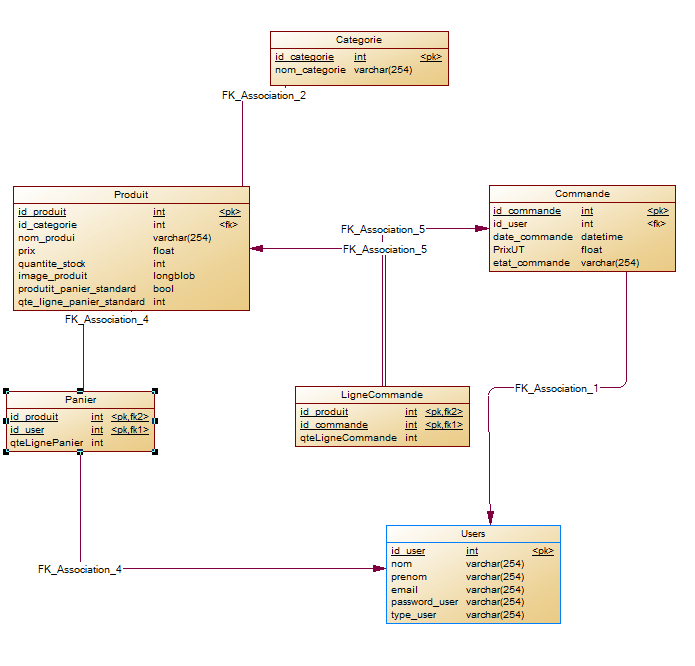 Categorie
id_categorie int <pk>
nom_categorie varchar(254)
FK_Association_2
Produit
id_produit int <pk>
id_categorie int <fk>
nom_produi varchar(254)
prix float
quantite_stock int
image_produit longblob
produtit_panier_standard bool
qte_ligne_panier_standard int
Commande
id_commande int <pk>
id_user int <fk>
date_commande datetime
PrixUT float
etat_commande varchar(254)
FK_Association_5
FK_Association_5
FK_Association_4
Panier
id_produit int <pk,fk2>
id_user int <pk,fk1>
qteLignePanier int
LigneCommande
id_produit int <pk,fk2>
id_commande int <pk,fk1>
qteLigneCommande int
FK_Association_1
Users
id_user int <pk>
nom varchar(254)
prenom varchar(254)
email varchar(254)
password_user varchar(254)
type_user varchar(254)
FK_Association_4